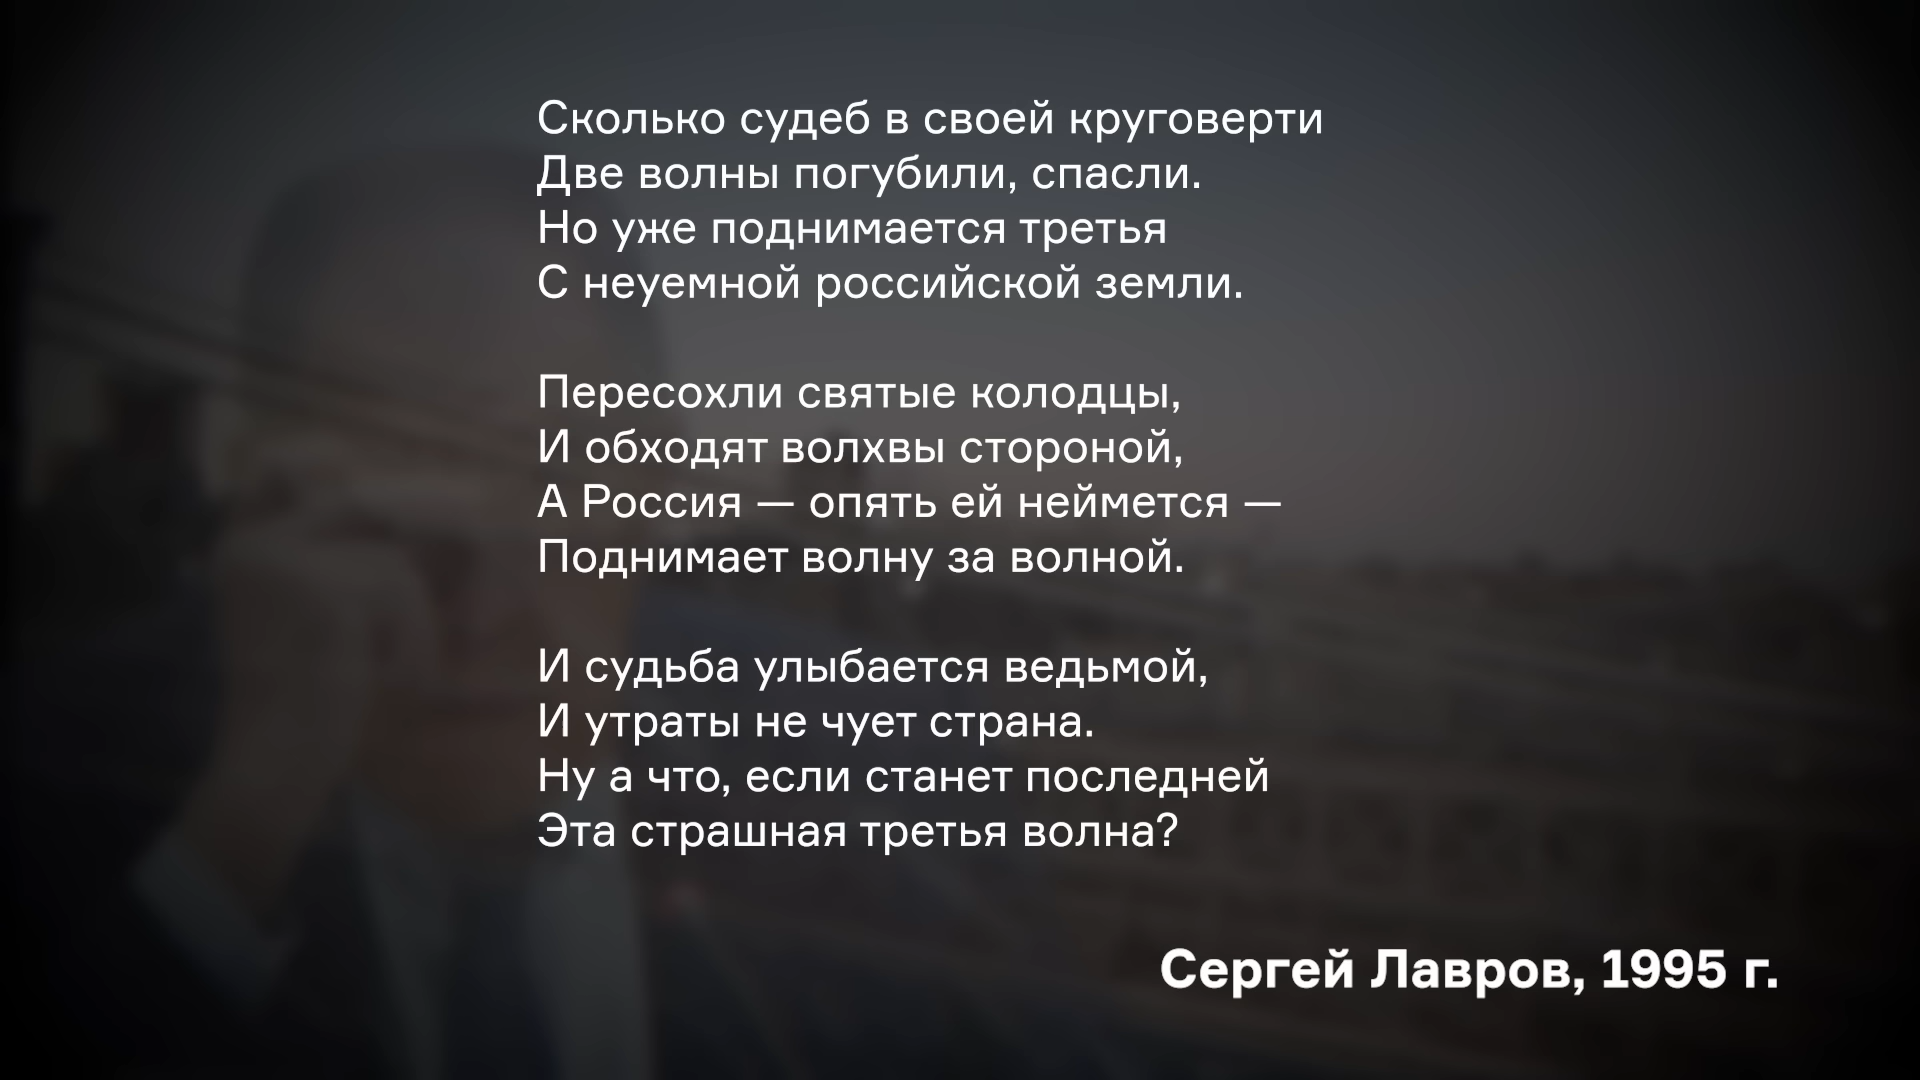 Сколько судеб в своей круговерти
Две волны погубили, спасли.
Но уже поднимается третья
С неуемной российской земли.
Пересохли святые колодцы,
И обходят волхвы стороной,
А Россия — опять ей неймется —
Поднимает волну за волной.
И судьба улыбается ведьмой,
И утраты не чует страна.
Ну а что, если станет последней
Эта страшная третья волна?
Сергей Лавров, 1995 г.